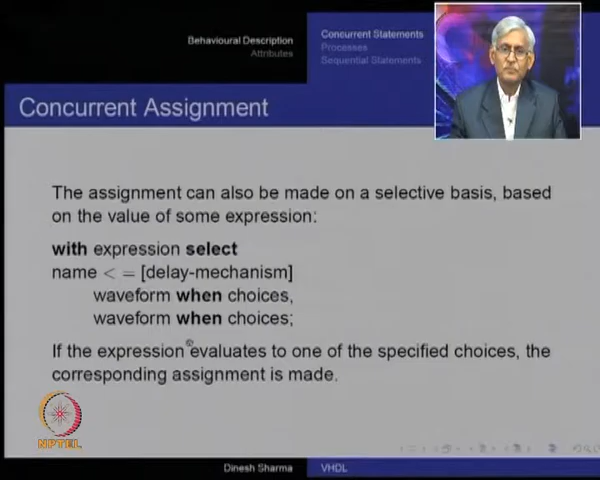 Behavioural Description
Attributes
Concurrent Statements
Processes
Sequential Statements
Concurrent Assignment
The assignment can also be made on a selective basis, based
on the value of some expression:
with expression select
name < = [delay-mechanism]
waveform when choices,
waveform when choices;
If the expression evaluates to one of the specified choices, the
corresponding assignment is made.
NPTEL
Dinesh Sharma
VHDL